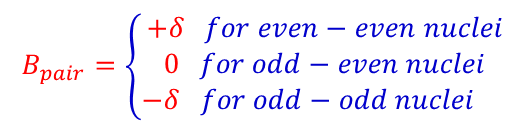 +δ for even − even nuclei
B_pair = { 0 for odd − even nuclei
−δ for odd − odd nuclei